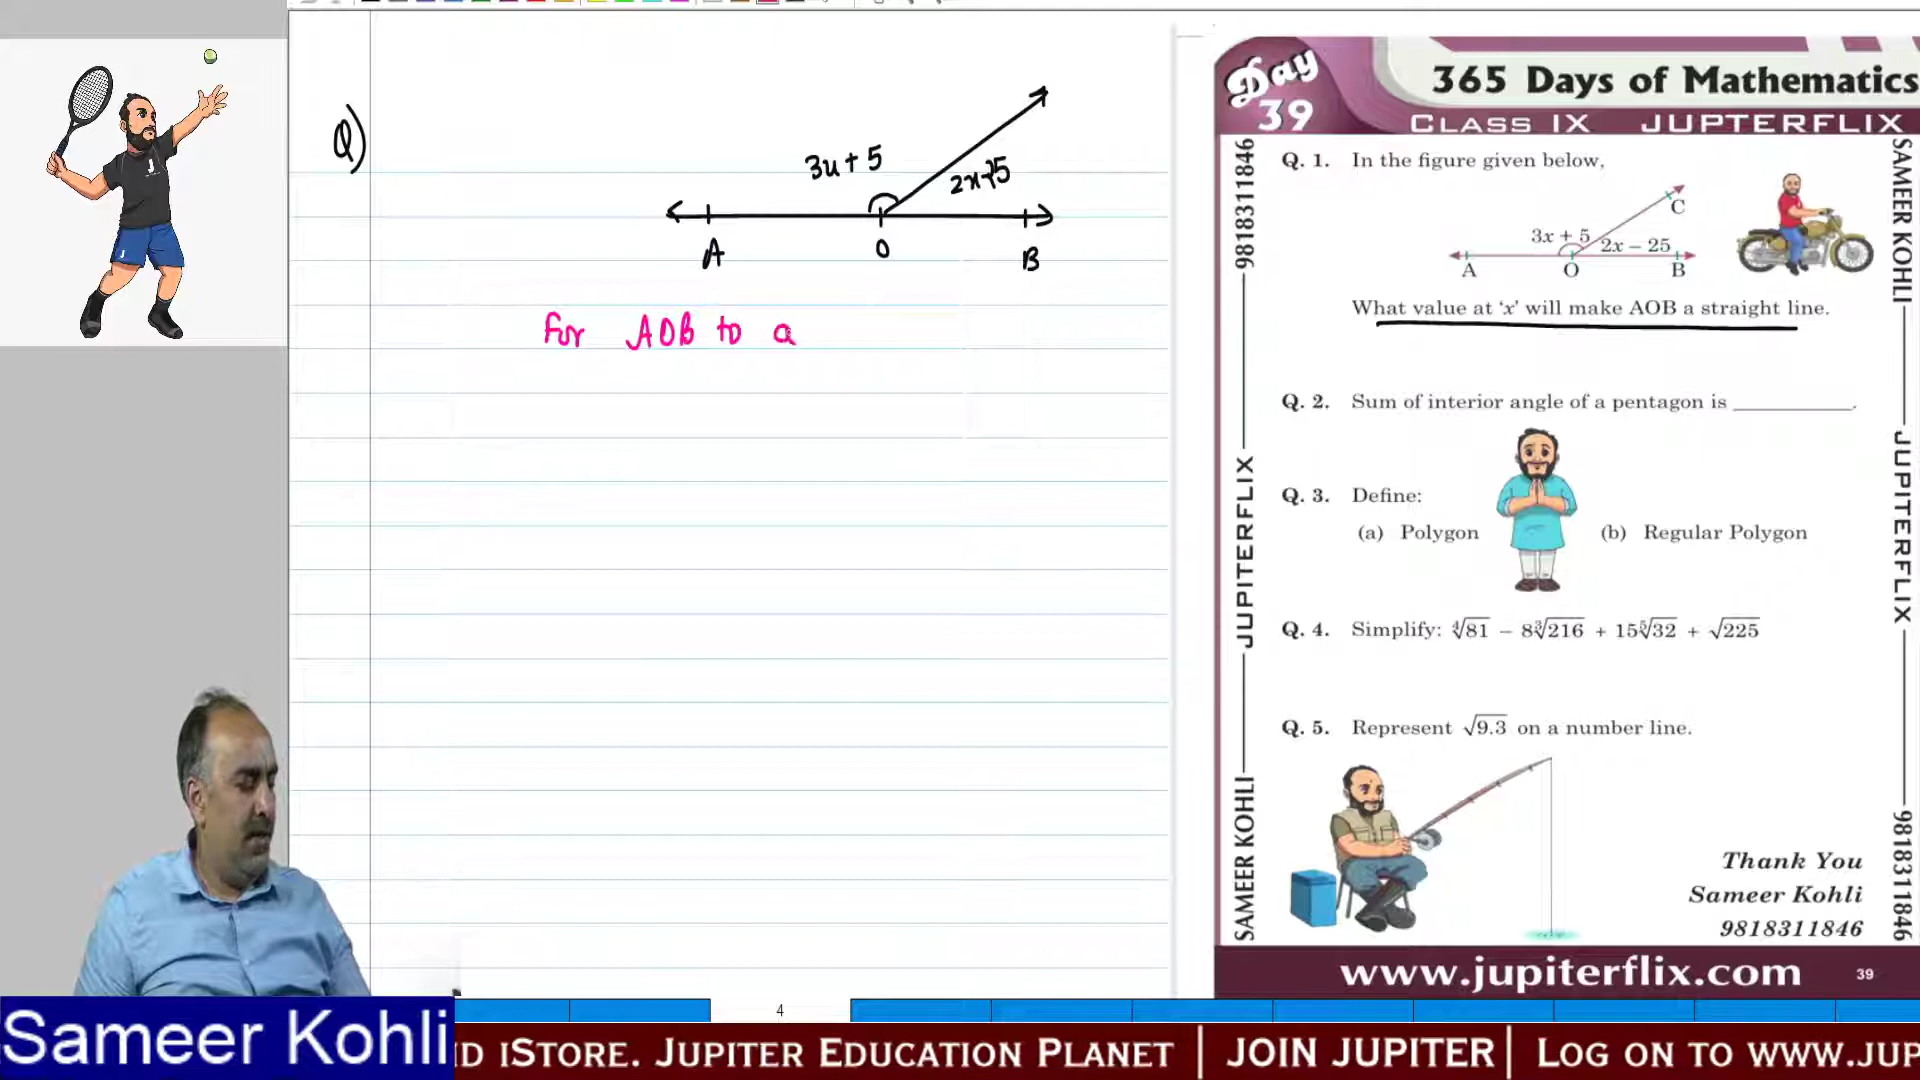 Q)
3x + 5
2x+25
A
O
B
For AOB to a
Day
39
365 Days of Mathematics
CLASS IX JUPTERFLIX
Q. 1. In the figure given below,
C
3x + 5
2x – 25
A
O
B
What value at ‘x’ will make AOB a straight line.
Q. 2. Sum of interior angle of a pentagon is ___________.
Q. 3. Define:
(a) Polygon
(b) Regular Polygon
Q. 4. Simplify: ∜81 – 8∛216 + 15⁵√32 + √225
Q. 5. Represent √9.3 on a number line.
Thank You
Sameer Kohli
9818311846
SAMEER KOHLI JUPITERFLIX 9818311846
SAMEER KOHLI JUPITERFLIX 9818311846
www.jupiterflix.com
39
4
Sameer Kohli
ID iSTORE. JUPITER EDUCATION PLANET | JOIN JUPITER | LOG ON TO WWW.JUP